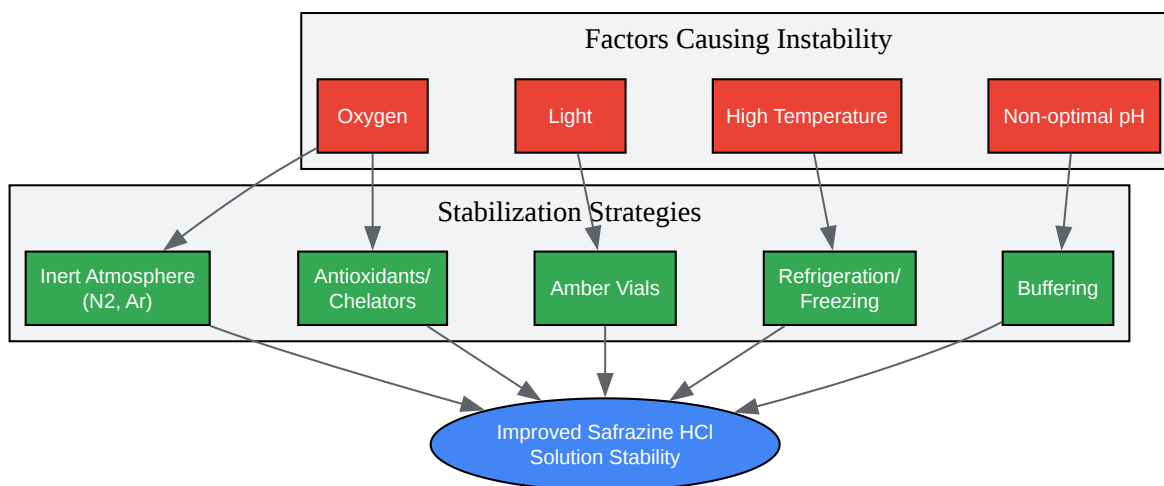 Factors Causing Instability
Oxygen
Light
High Temperature
Non-optimal pH
Stabilization Strategies
Inert Atmosphere
(N2, Ar)
Antioxidants/
Chelators
Amber Vials
Refrigeration/
Freezing
Buffering
Improved Safrazine HCl
Solution Stability